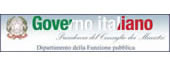 Governo italiano
Presidenza del Consiglio dei Ministri
Dipartimento della Funzione pubblica